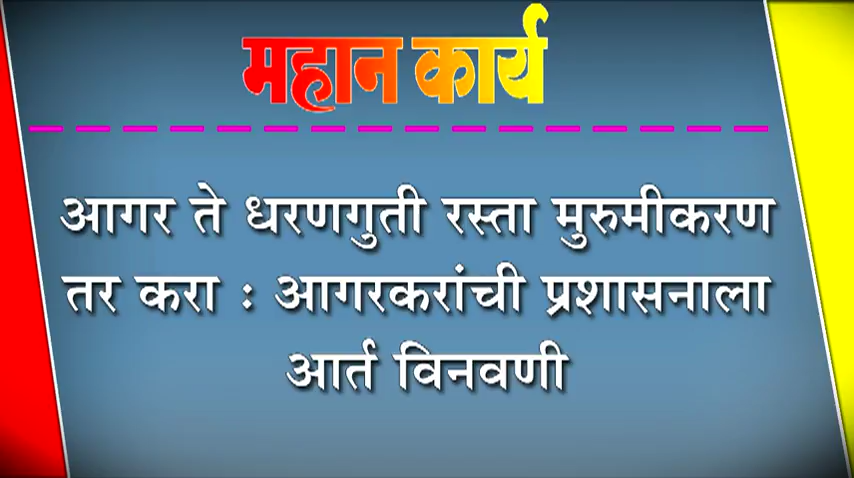 महान कार्य
आगर ते धरणगुती रस्ता मुरुमीकरण
तर करा : आगरकरांची प्रशासनाला
आर्त विनवणी